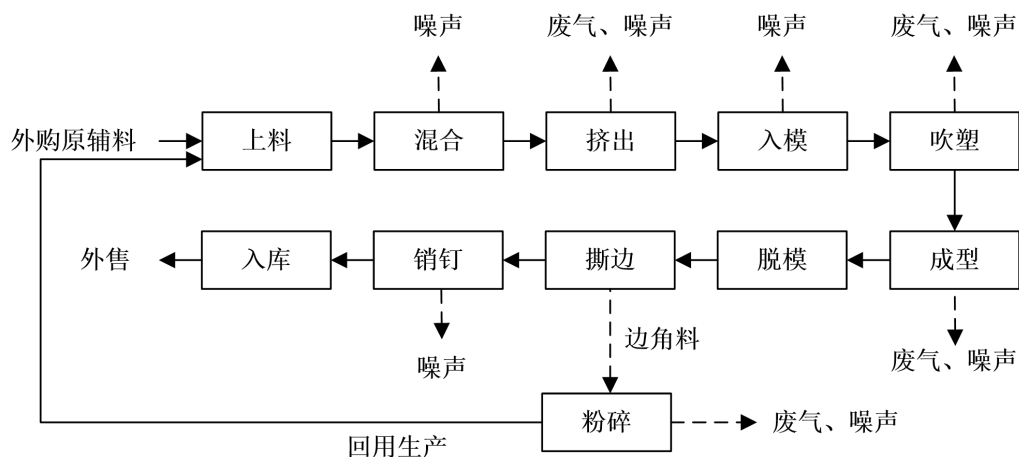 噪声
废气、噪声
噪声
废气、噪声
外购原辅料
上料
混合
挤出
入模
吹塑
外售
入库
销钉
撕边
脱模
成型
边角料
噪声
废气、噪声
粉碎
废气、噪声
回用生产